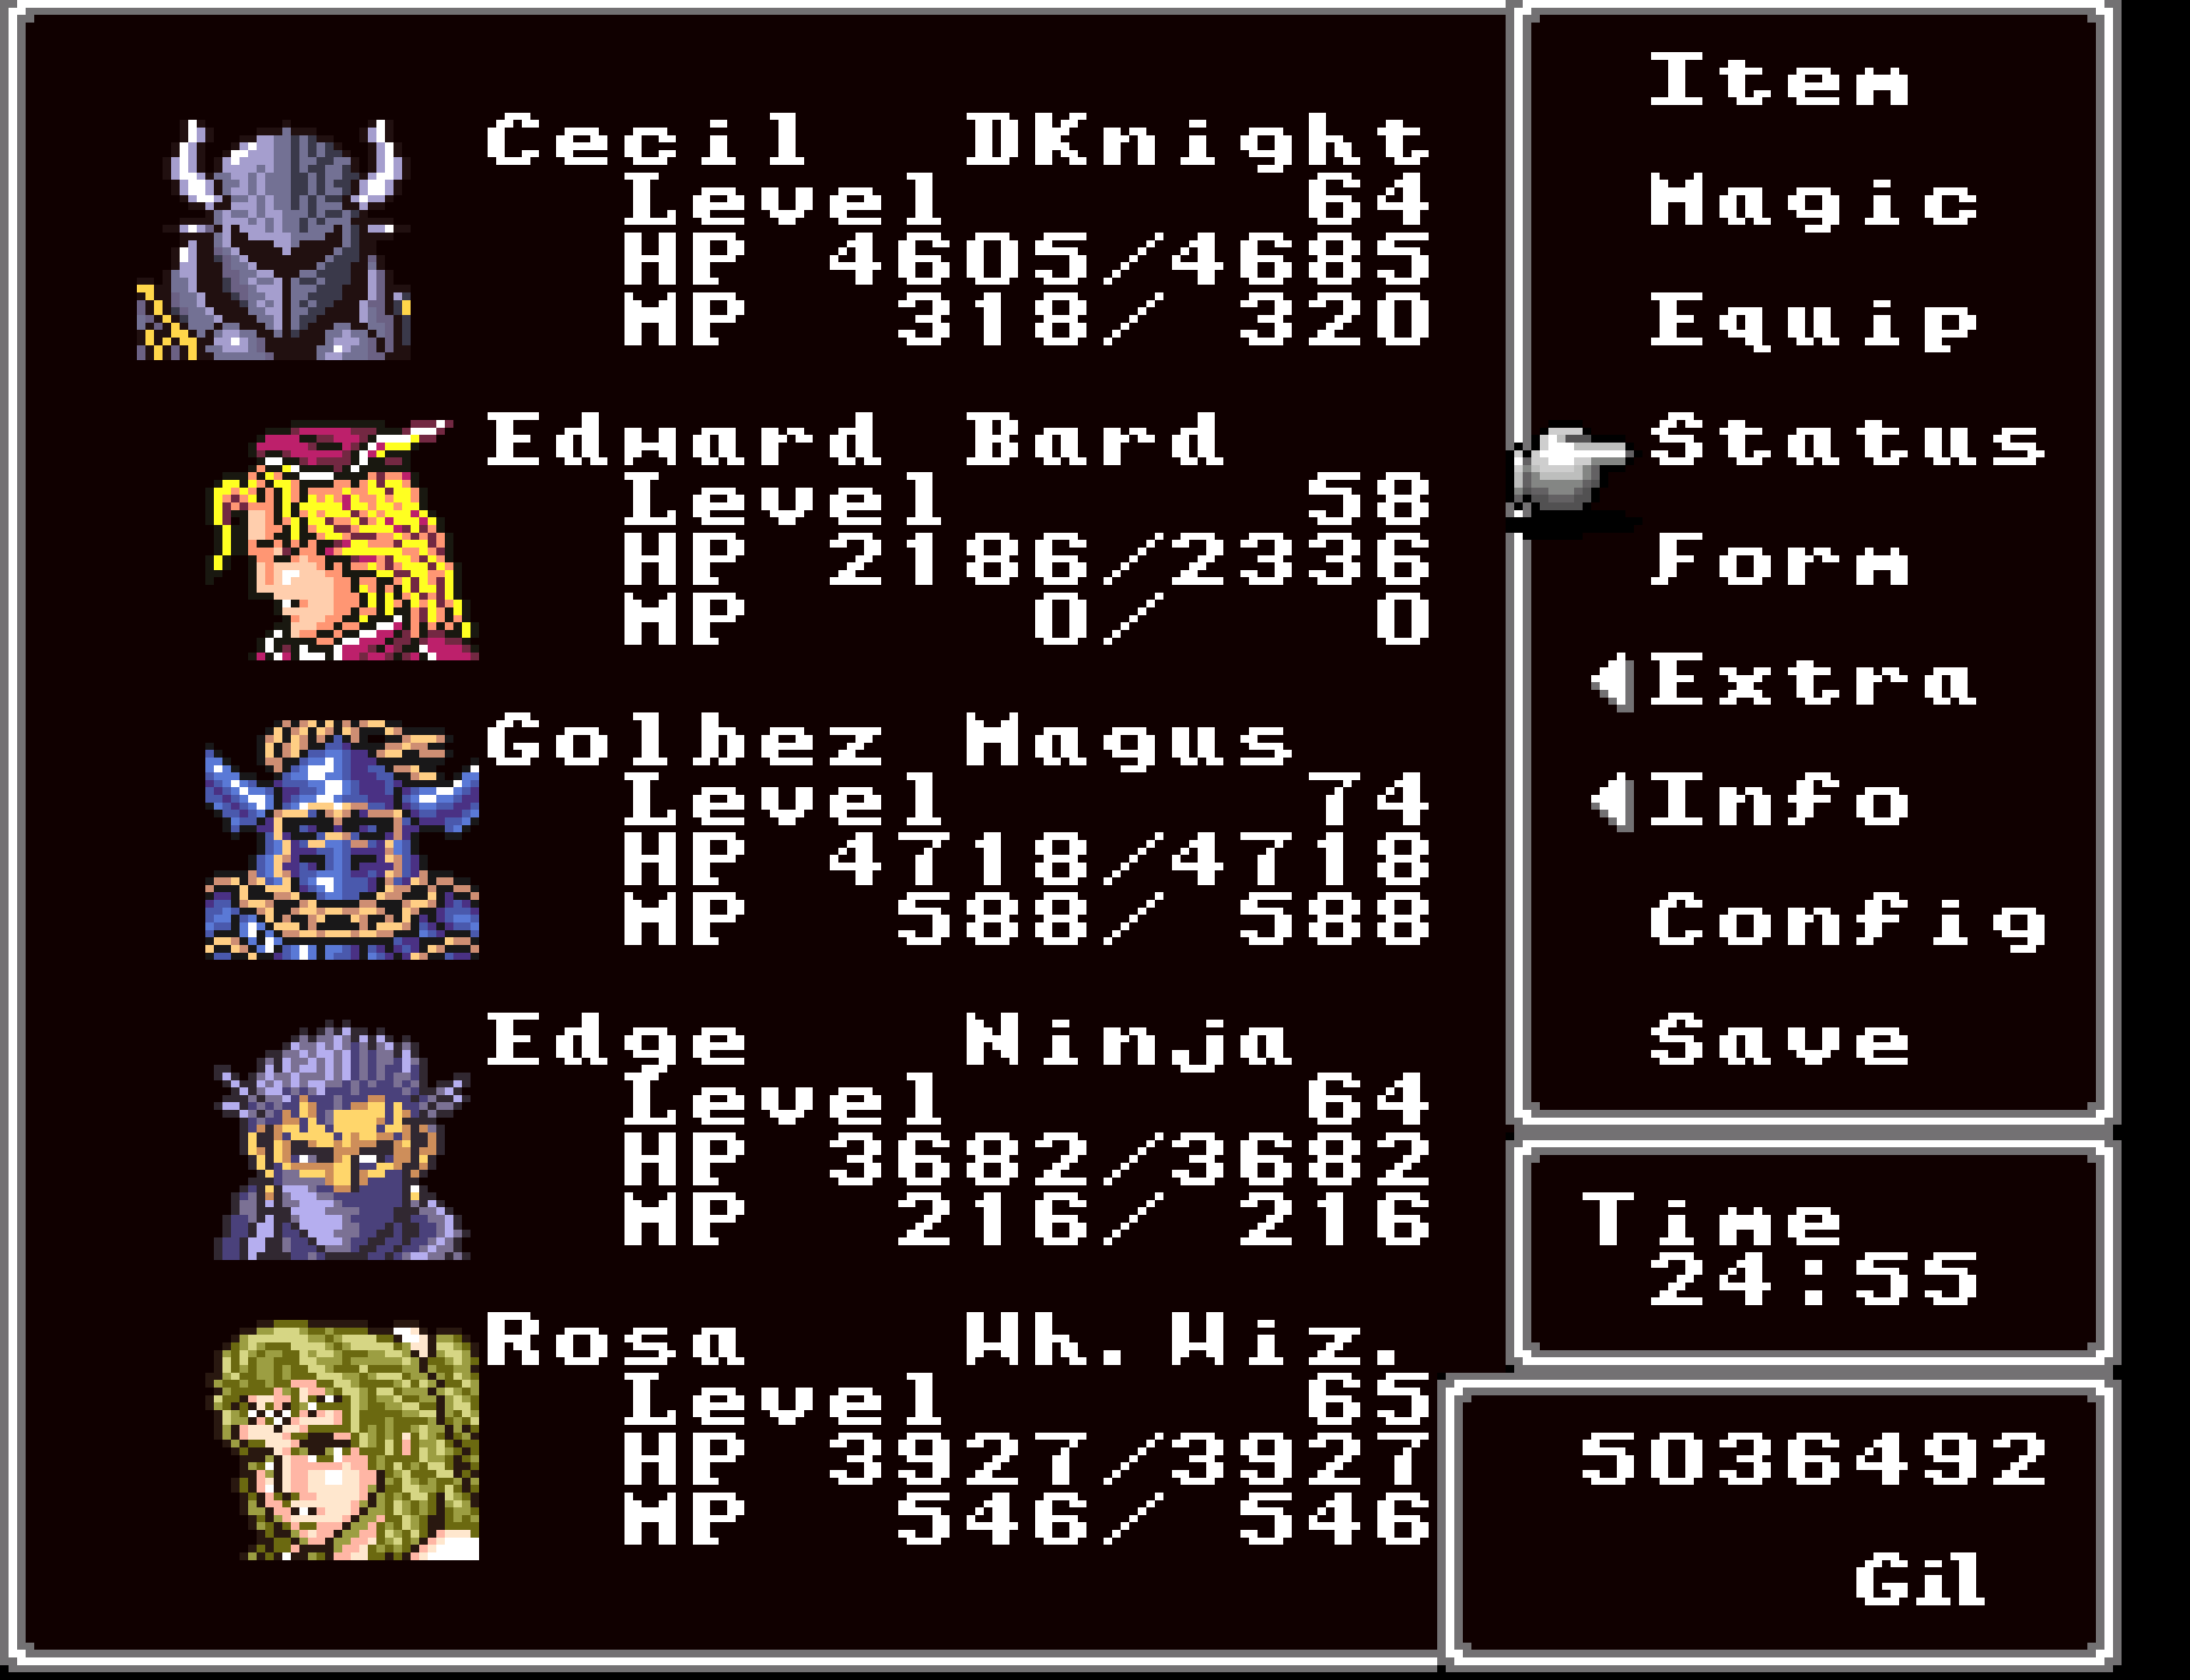 Cecil DKnight
Level 64
HP 4605/4685
MP 318/ 320
Edward Bard
Level 58
HP 2186/2336
MP 0/ 0
Golbez Magus
Level 74
HP 4718/4718
MP 588/ 588
Edge Ninja
Level 64
HP 3682/3682
MP 216/ 216
Rosa Wh.Wiz.
Level 65
HP 3927/3927
MP 546/ 546
Item
Magic
Equip
Status
Form
Extra
Info
Config
Save
Time
24:55
5036492
Gil